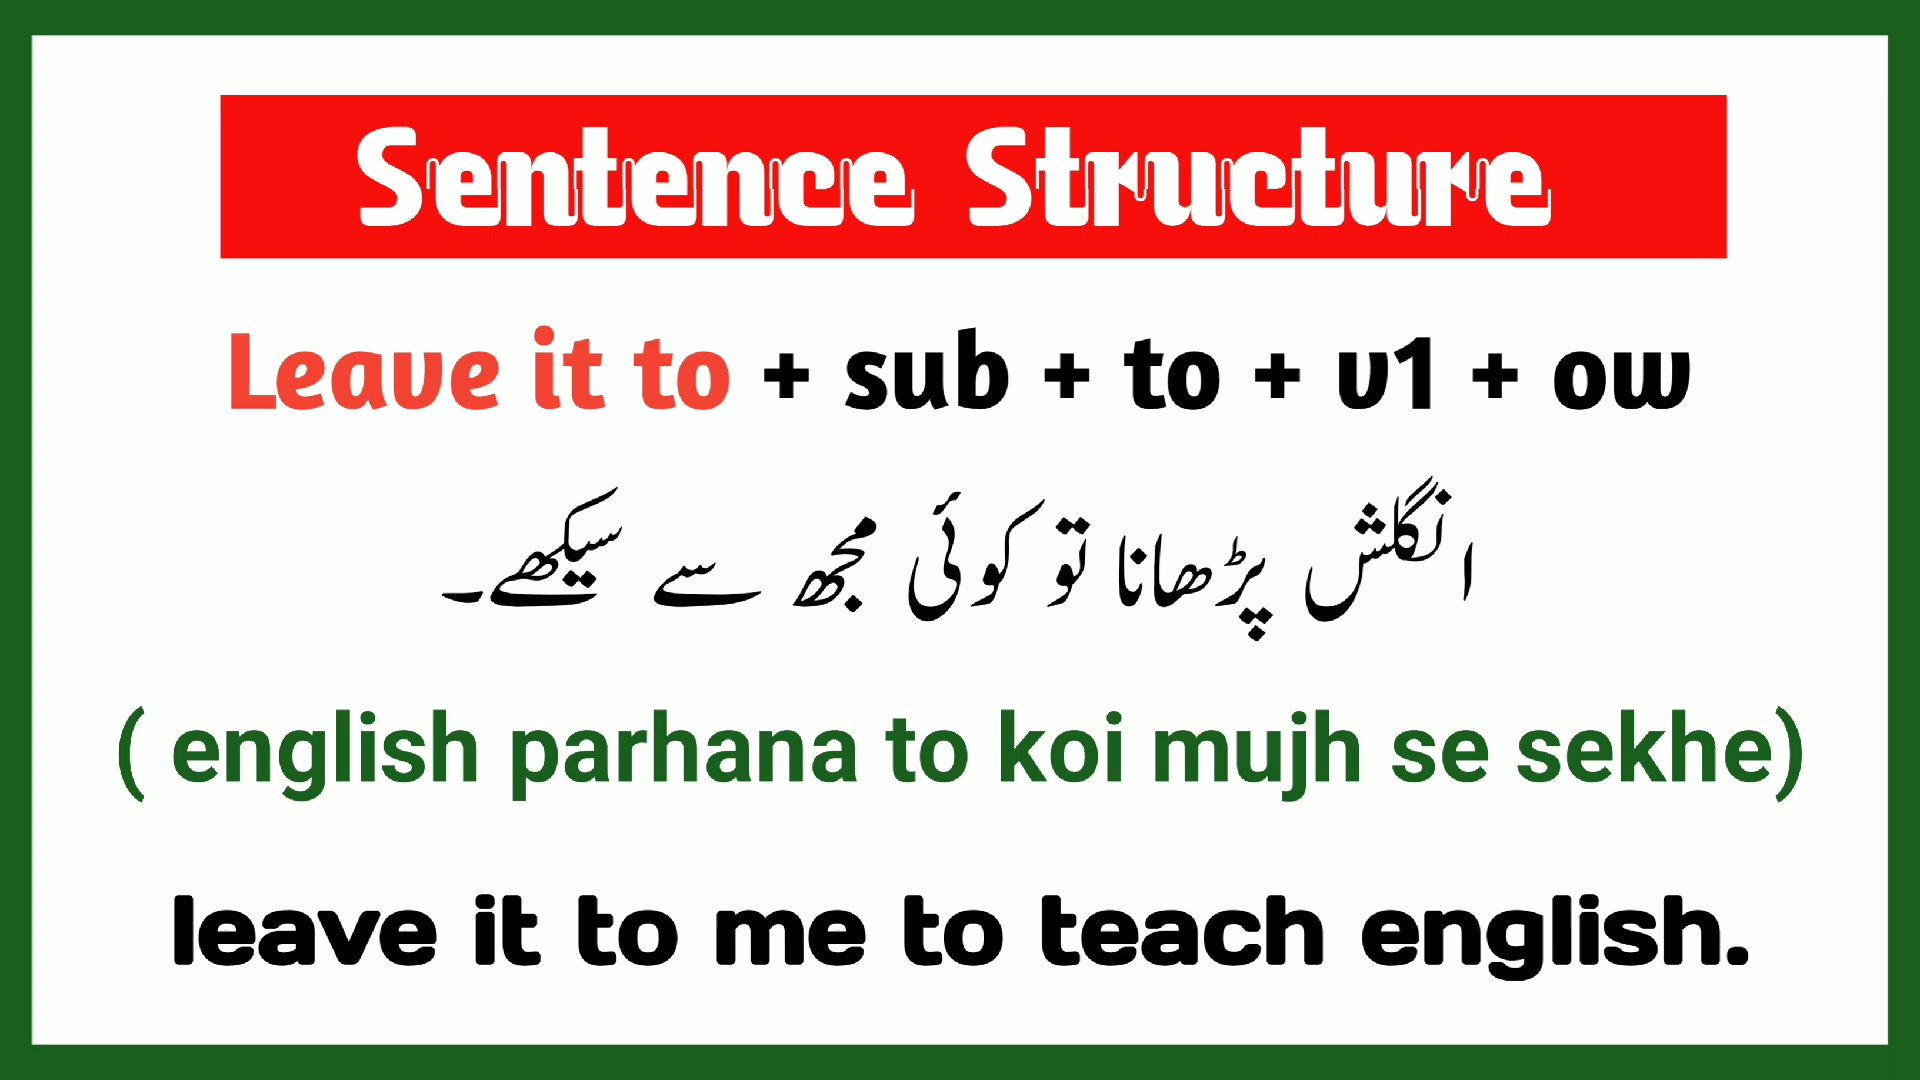 Sentence Structure
Leave it to + sub + to + v1 + ow
انگلش پڑھانا تو کوئی مجھ سے سیکھے۔
( english parhana to koi mujh se sekhe)
leave it to me to teach english.